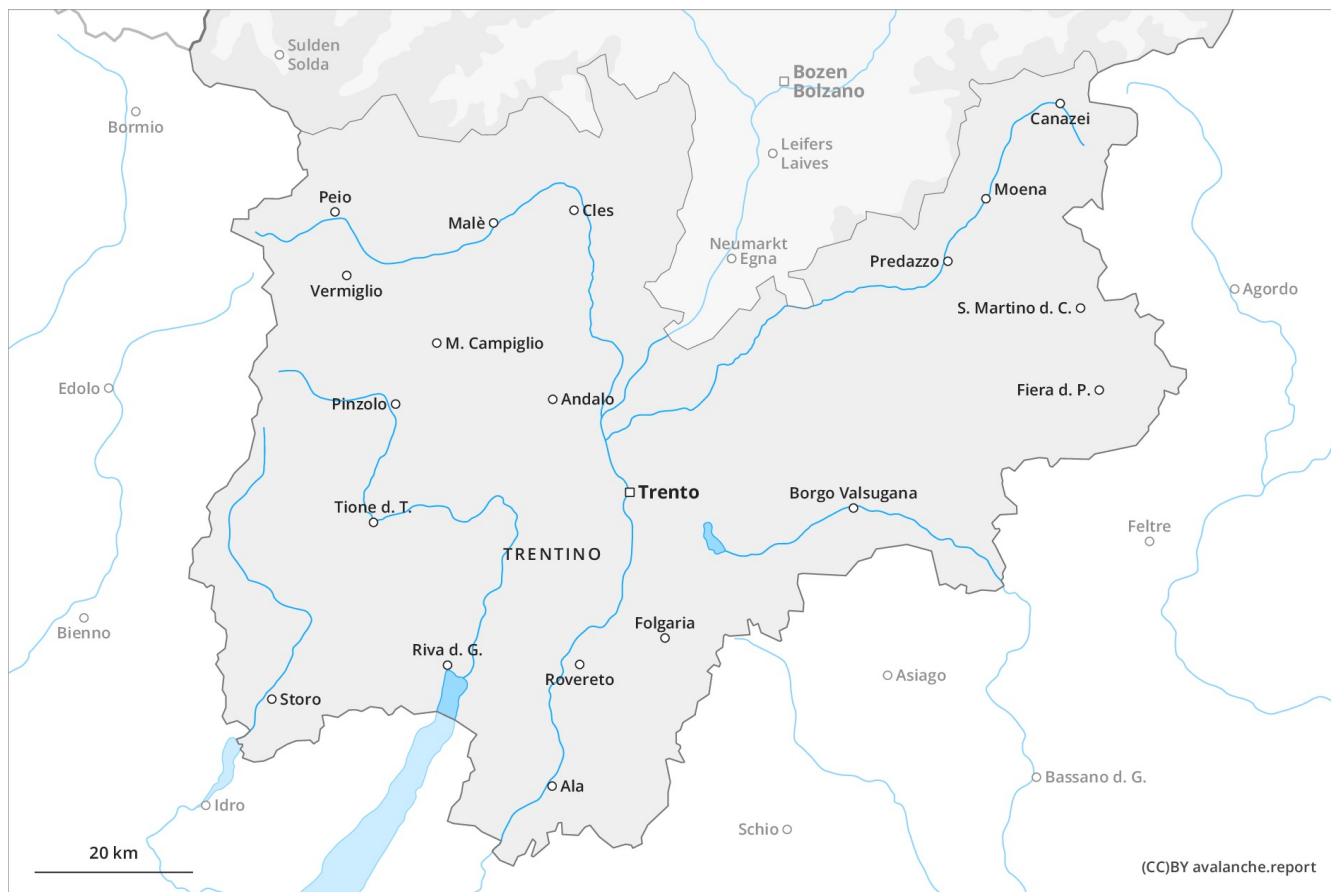 Sulden
Solda
Bozen
Bolzano
Bormio
Canazei
Leifers
Laives
Moena
Peio
Malè
Cles
Neumarkt
Egna
Predazzo
Vermiglio
Agordo
S. Martino d. C.
M. Campiglio
Edolo
Pinzolo
Andalo
Fiera d. P.
Trento
Borgo Valsugana
Tione d. T.
Feltre
TRENTINO
Bienno
Folgaria
Riva d. G.
Rovereto
Asiago
Storo
Bassano d. G.
Ala
Idro
Schio
20 km
(CC)BY avalanche.report